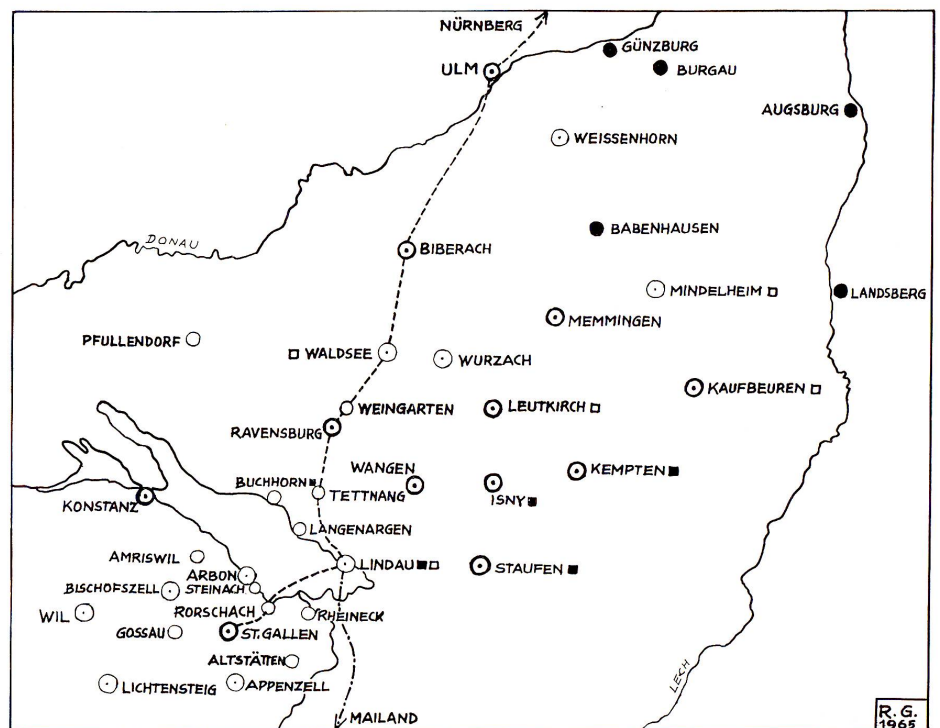 NÜRNBERG
ULM
GÜNZBURG
BURGAU
AUGSBURG
WEISSENHORN
BABENHAUSEN
DONAU
BIBERACH
MINDELHEIM
LANDSBERG
MEMMINGEN
PFULLENDORF
WALDSEE
WURZACH
KAUFBEUREN
WEINGARTEN
LEUTKIRCH
RAVENSBURG
WANGEN
KEMPTEN
BUCHHORN
TETTNANG
ISNY
KONSTANZ
LANGENARGEN
AMRISWIL
LINDAU
STAUFEN
ARBON
BISCHOFSZELL
STEINACH
WIL
RORSCHACH
RHEINECK
GOSSAU
ST.GALLEN
ALTSTÄTTEN
LECH
LICHTENSTEIG
APPENZELL
MAILAND
R. G.
1965